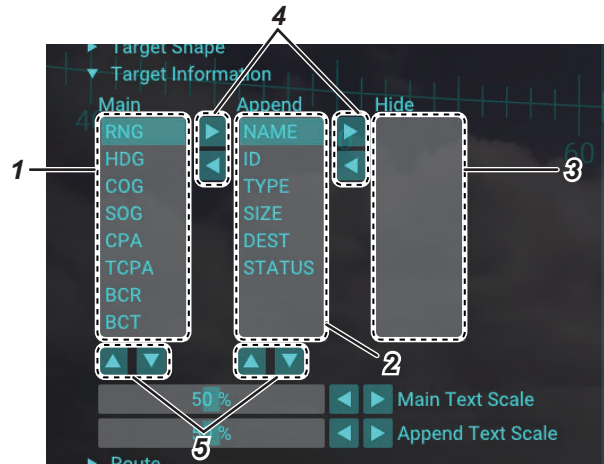 4
Target Shape
Target Information
Main Append Hide
RNG NAME
HDG ID
COG TYPE
SOG SIZE
CPA DEST
TCPA STATUS
BCR
BCT
1
3
60
2
50 % Main Text Scale
% Append Text Scale
5
Route